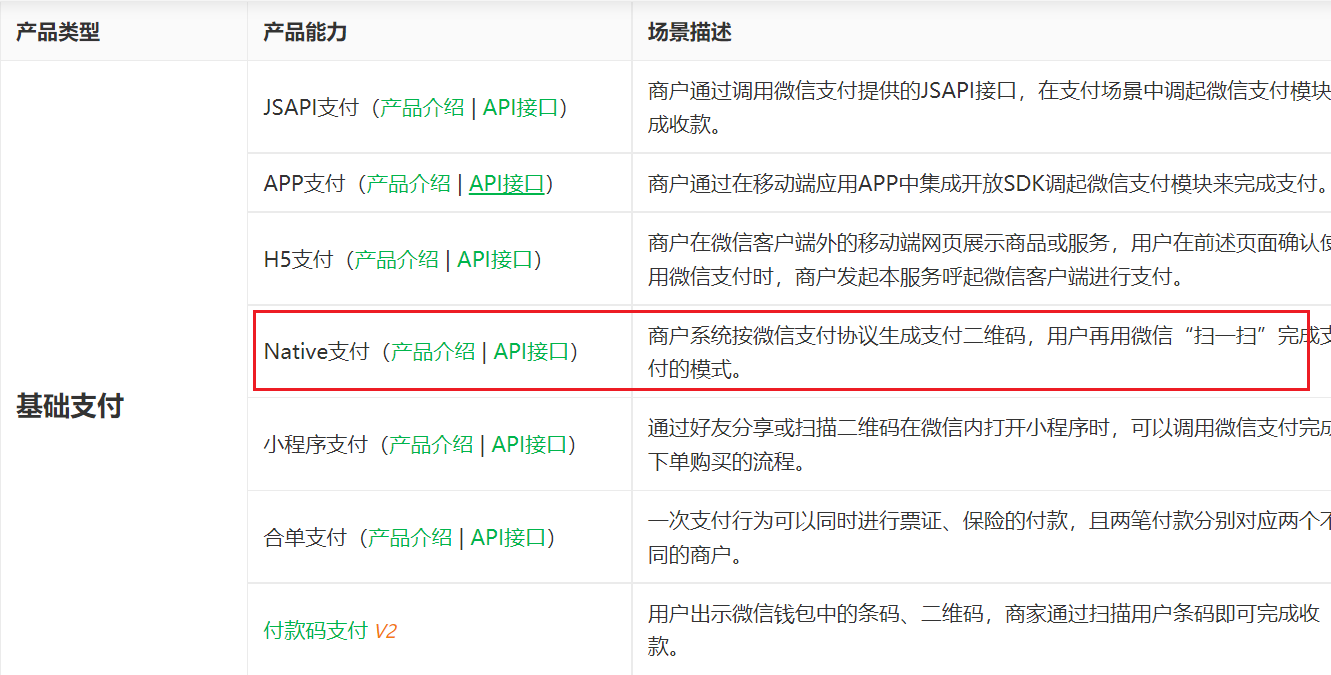 产品类型
产品能力
场景描述
基础支付
JSAPI支付（产品介绍 | API接口）
商户通过调用微信支付提供的JSAPI接口，在支付场景中调起微信支付模块
成收款。
APP支付（产品介绍 | API接口）
商户通过在移动端应用APP中集成开放SDK调起微信支付模块来完成支付。
H5支付（产品介绍 | API接口）
商户在微信客户端外的移动端网页展示商品或服务，用户在前述页面确认使
用微信支付时，商户发起本服务呼起微信客户端进行支付。
Native支付（产品介绍 | API接口）
商户系统按微信支付协议生成支付二维码，用户再用微信“扫一扫”完成支
付的模式。
小程序支付（产品介绍 | API接口）
通过好友分享或扫描二维码在微信内打开小程序时，可以调用微信支付完成
下单购买的流程。
合单支付（产品介绍 | API接口）
一次支付行为可以同时进行票证、保险的付款，且两笔付款分别对应两个不
同的商户。
付款码支付 V2
用户出示微信钱包中的条码、二维码，商家通过扫描用户条码即可完成收
款。